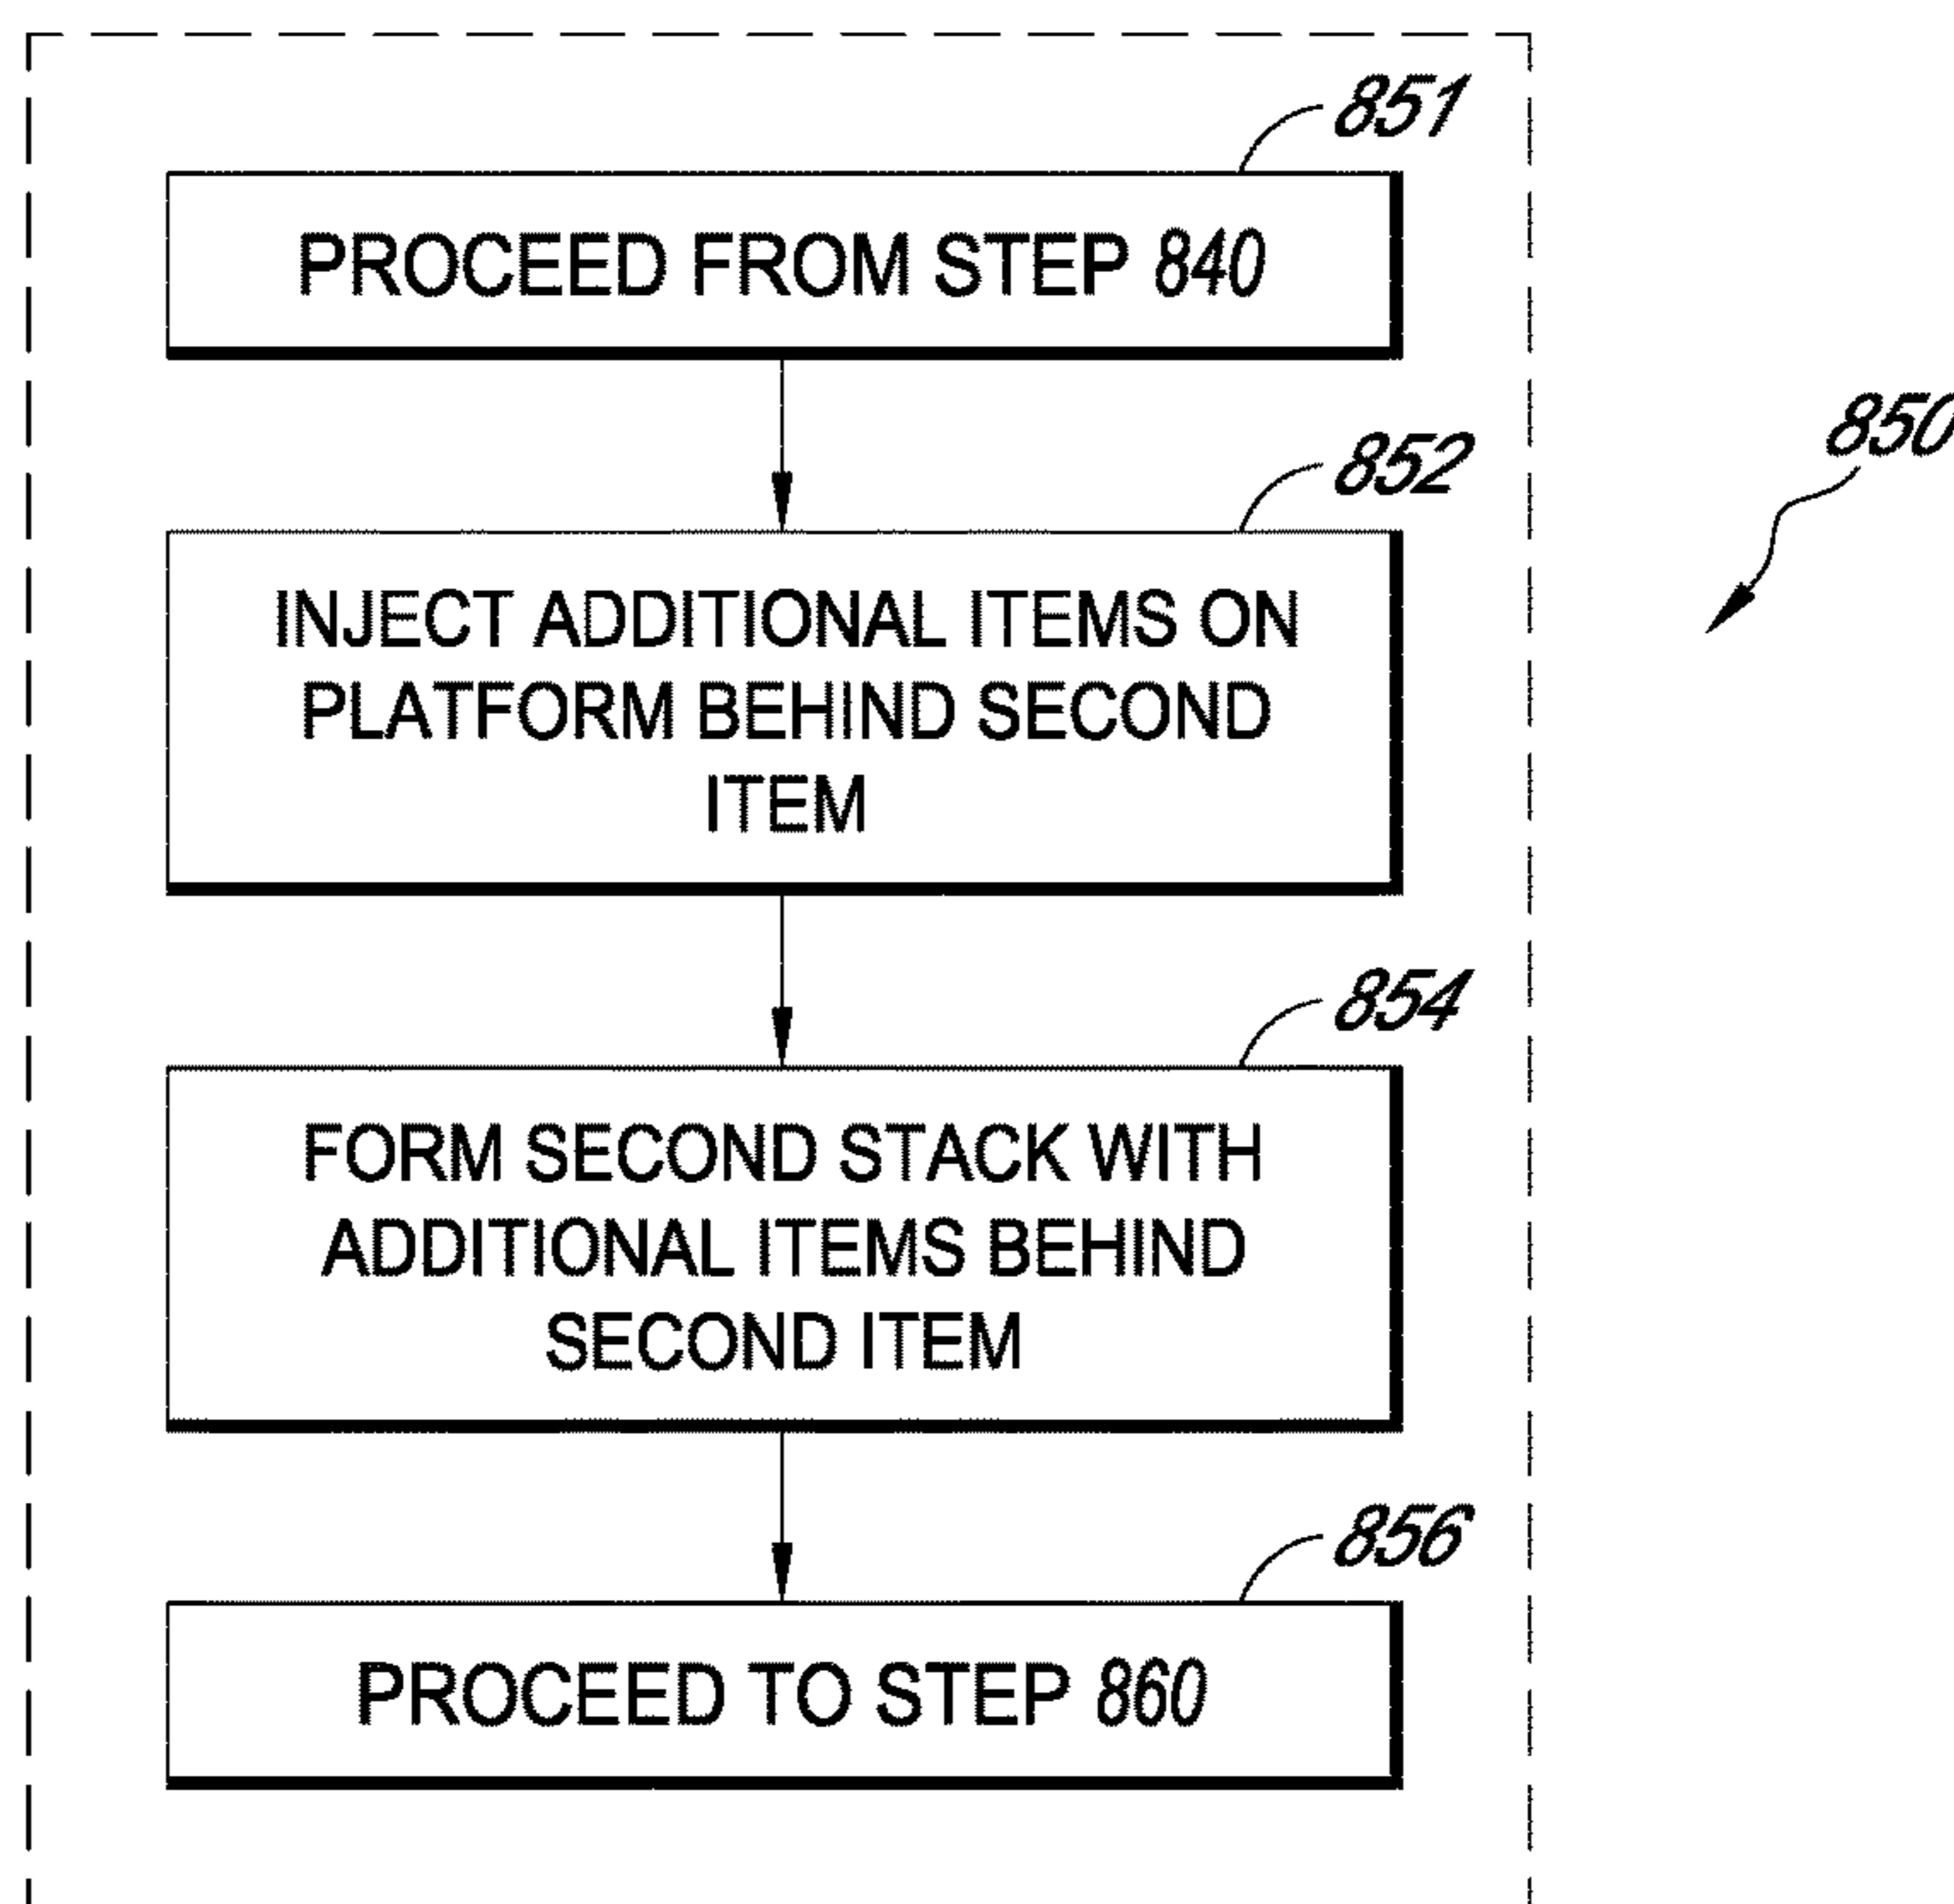 851
PROCEED FROM STEP 840
850
852
INJECT ADDITIONAL ITEMS ON
PLATFORM BEHIND SECOND
ITEM
854
FORM SECOND STACK WITH
ADDITIONAL ITEMS BEHIND
SECOND ITEM
856
PROCEED TO STEP 860